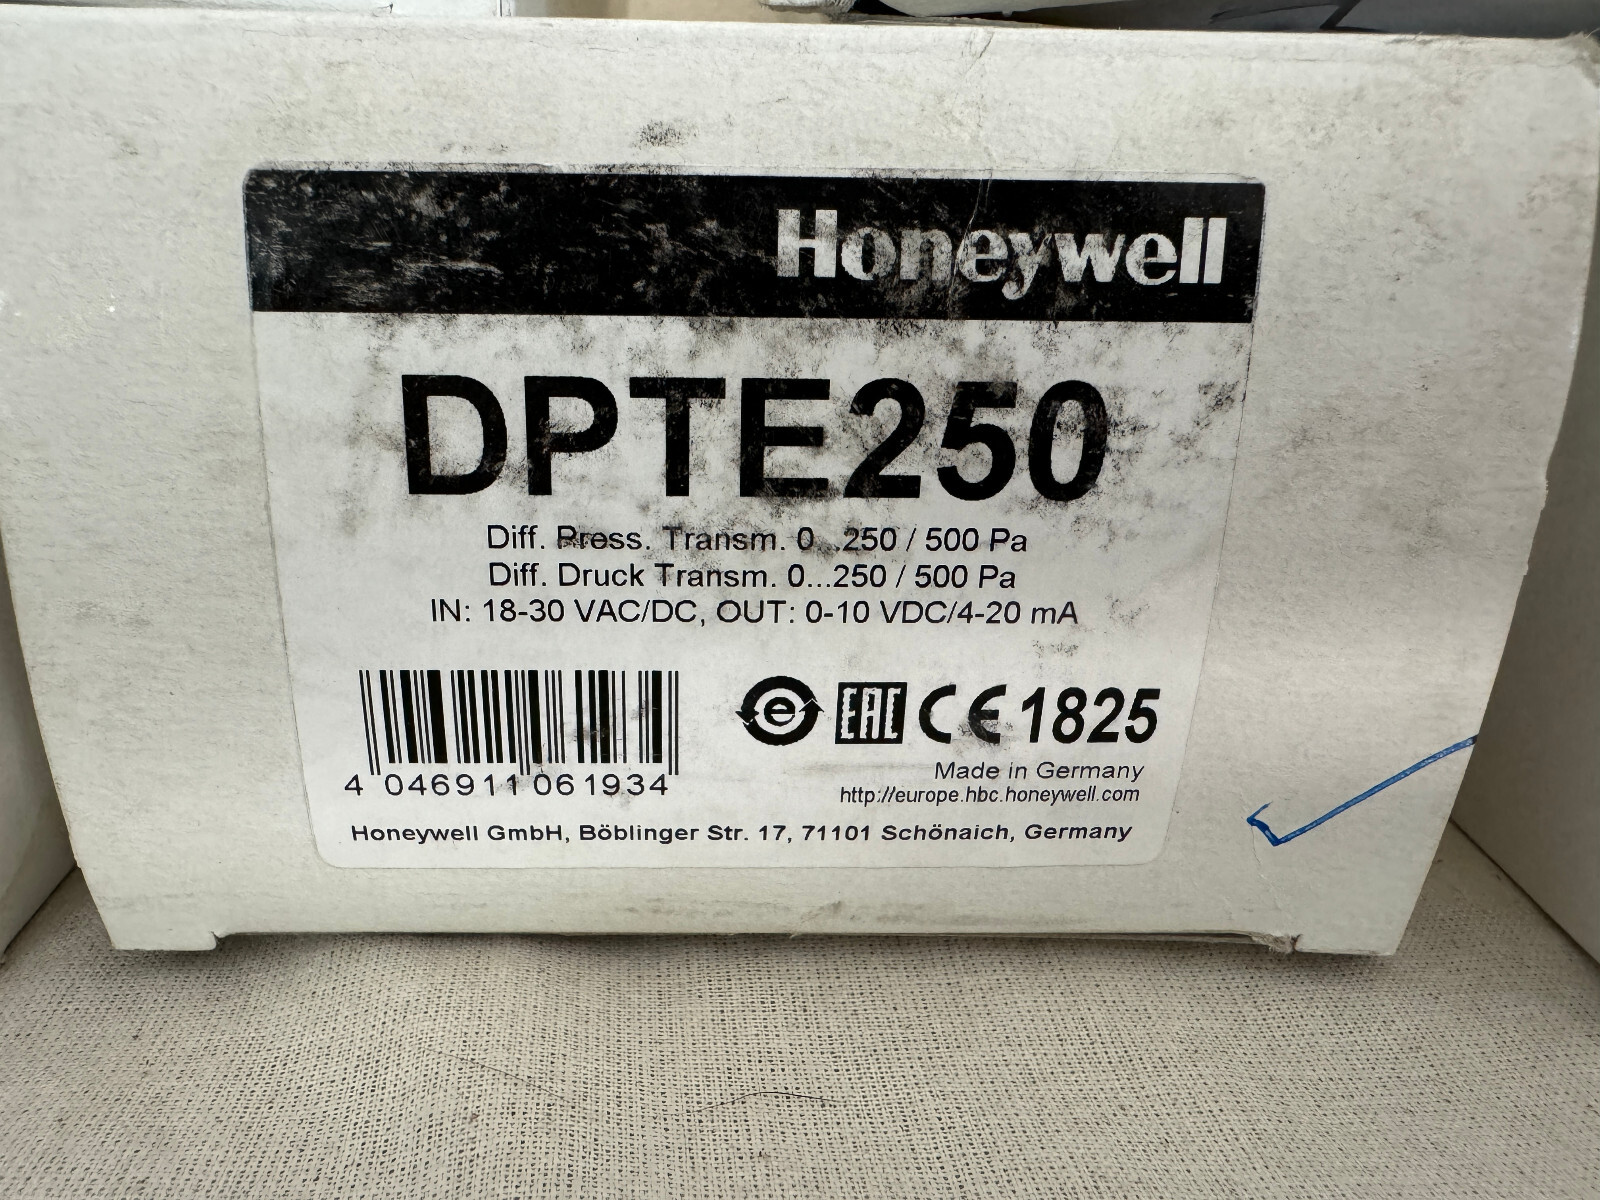 Honeywell
DPTE250
Diff. Press. Transm. 0...250 / 500 Pa
Diff. Druck Transm. 0...250 / 500 Pa
IN: 18-30 VAC/DC, OUT: 0-10 VDC/4-20 mA
e EAC CE 1825
4 046911 061934
Made in Germany
http://europe.hbc.honeywell.com
Honeywell GmbH, Böblinger Str. 17, 71101 Schönaich, Germany